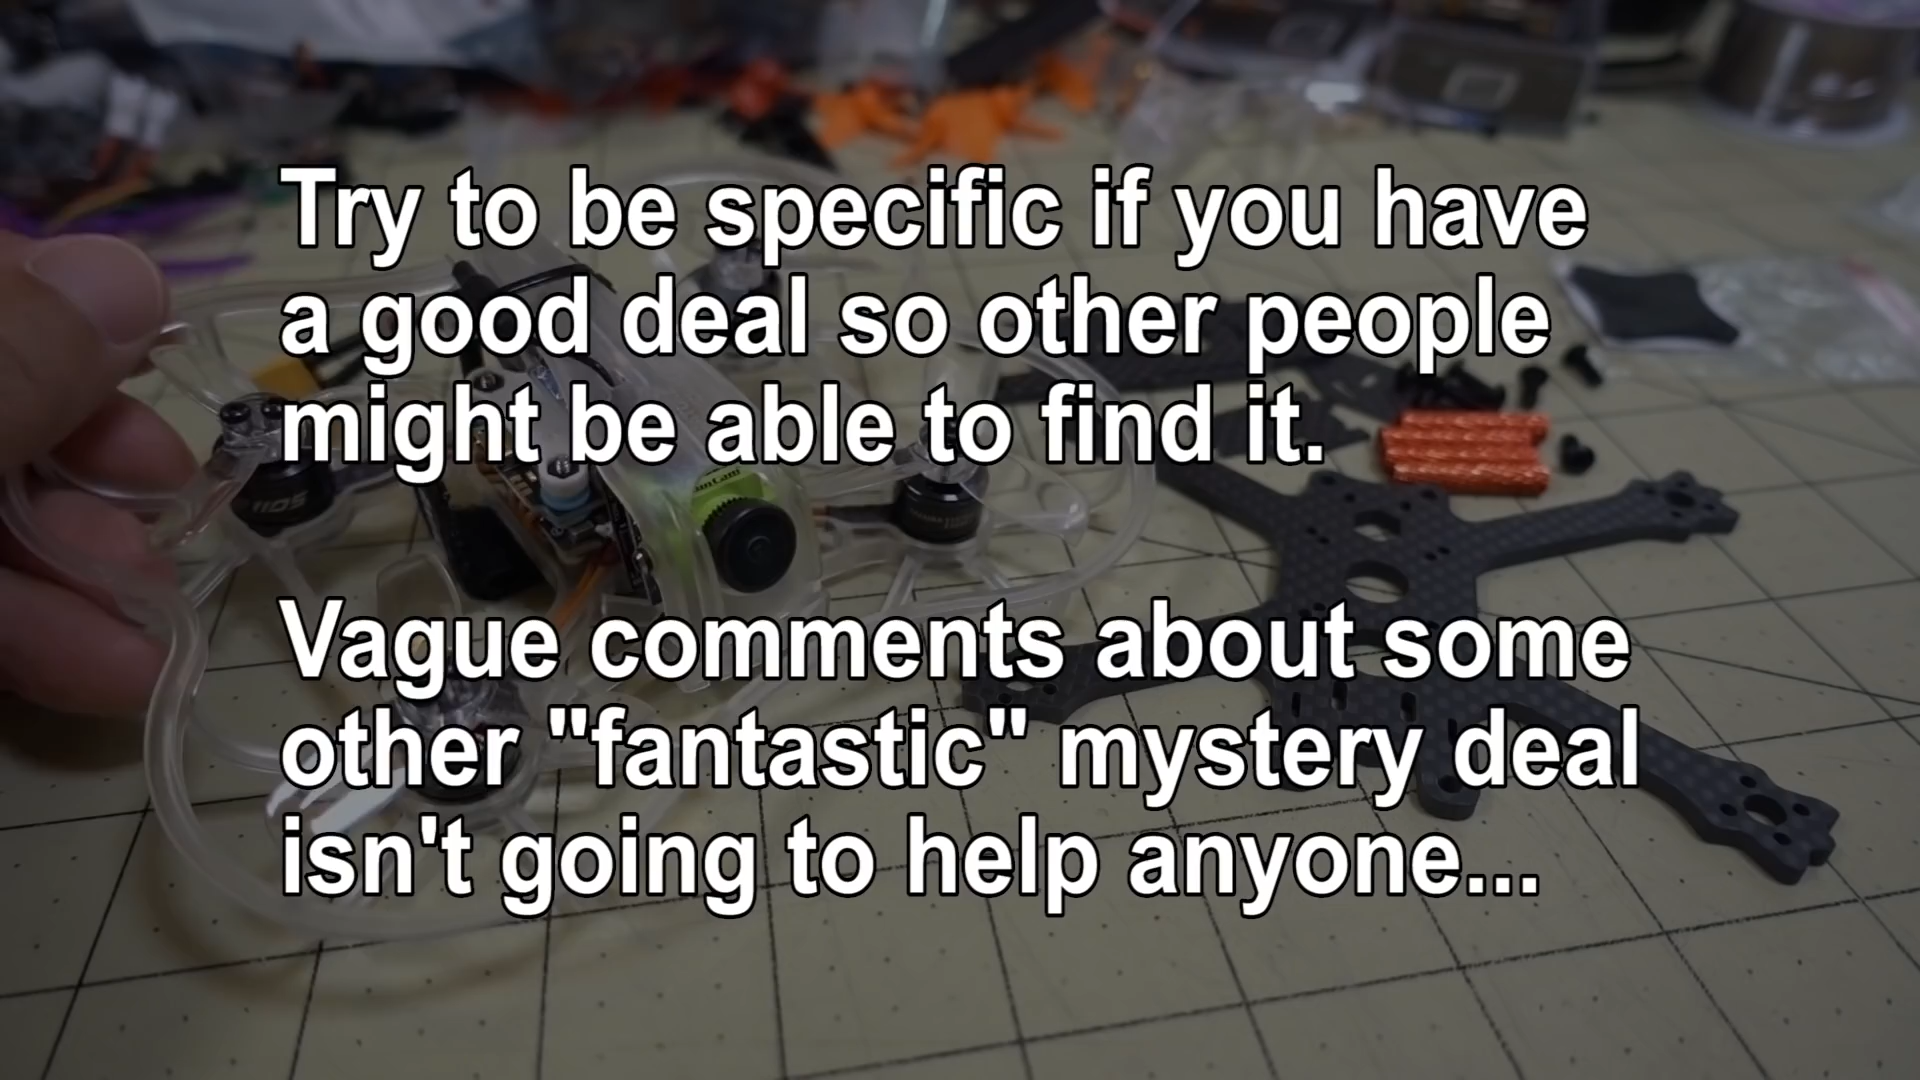 Try to be specific if you have
a good deal so other people
might be able to find it.
Vague comments about some
other "fantastic" mystery deal
isn't going to help anyone...
1105